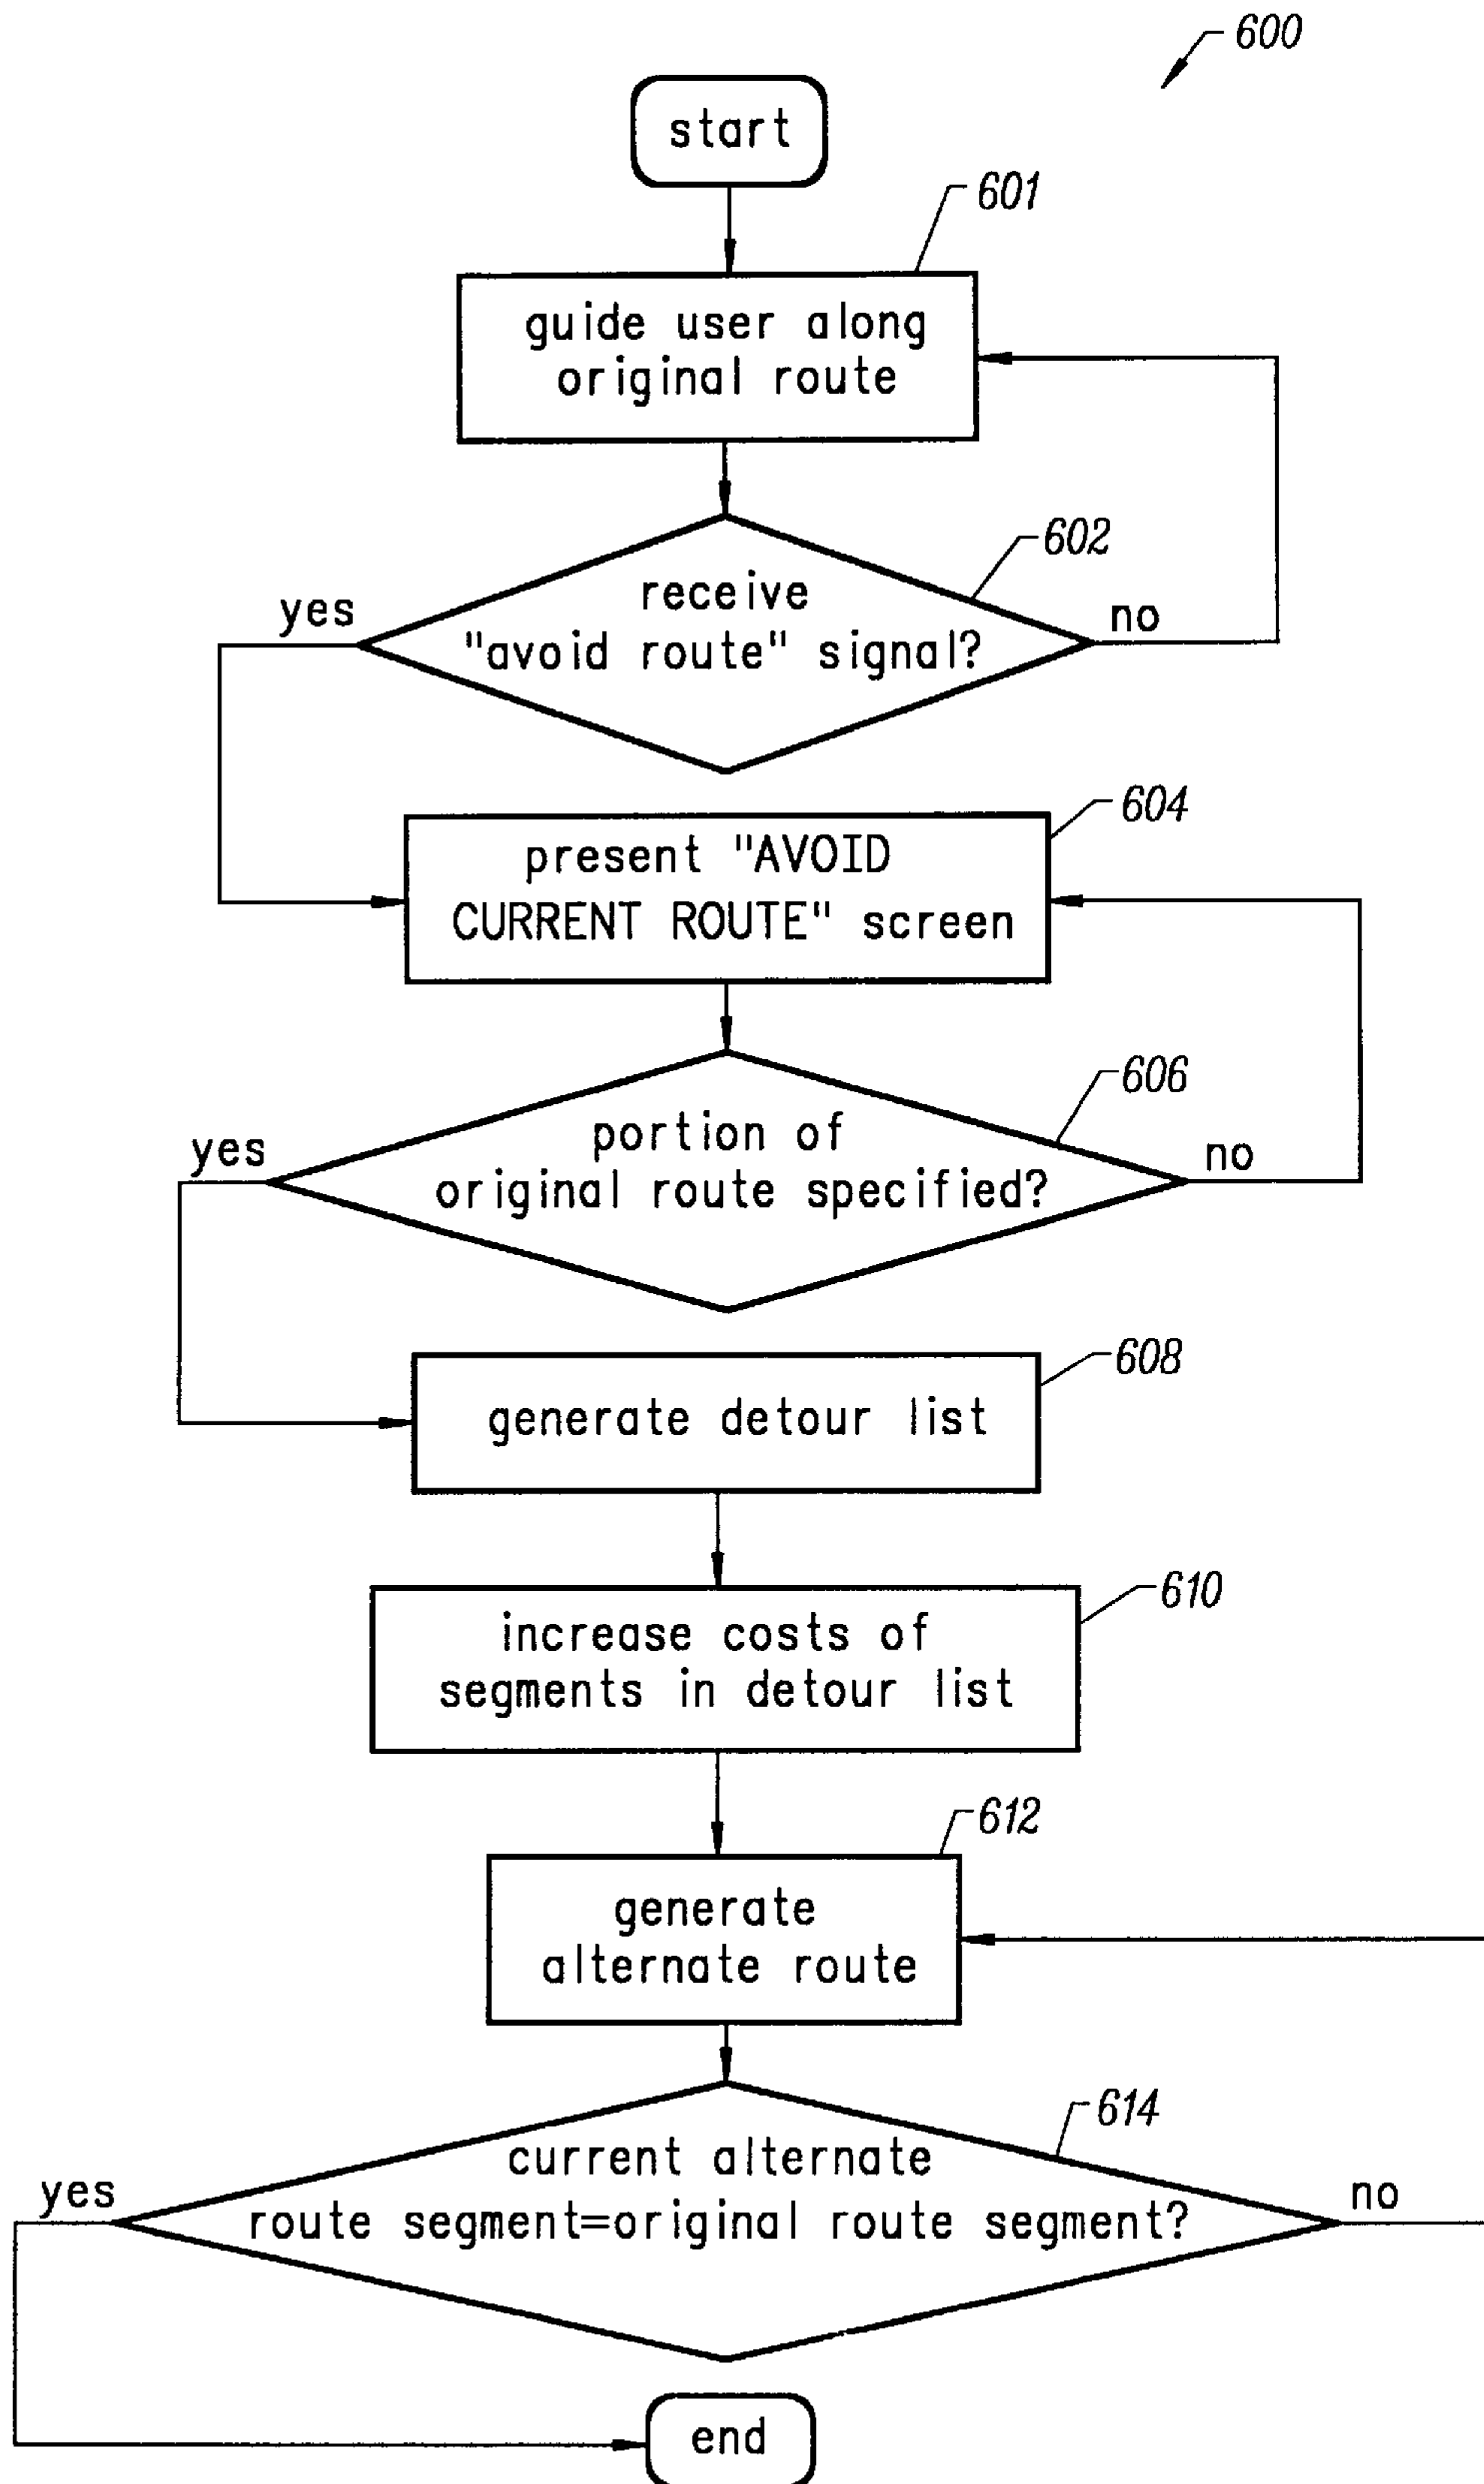 600
start
601
guide user along
original route
602
receive
"avoid route" signal?
yes
no
604
present "AVOID
CURRENT ROUTE" screen
606
portion of
original route specified?
yes
no
608
generate detour list
610
increase costs of
segments in detour list
612
generate
alternate route
614
current alternate
route segment=original route segment?
yes
no
end